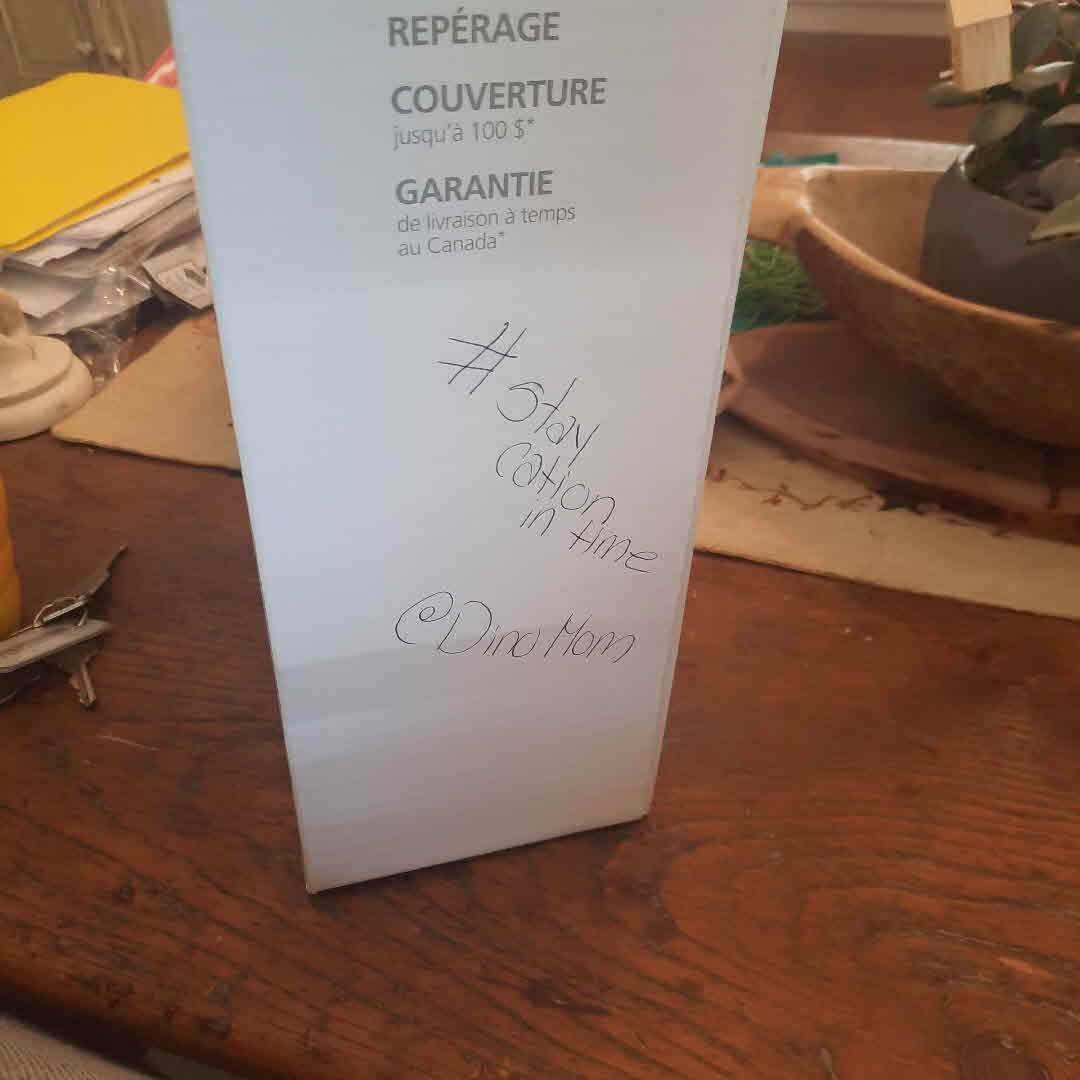 REPÉRAGE
COUVERTURE
jusqu'à 100 $*
GARANTIE
de livraison à temps
au Canada*
#stay
cation
in time
@DinoMom